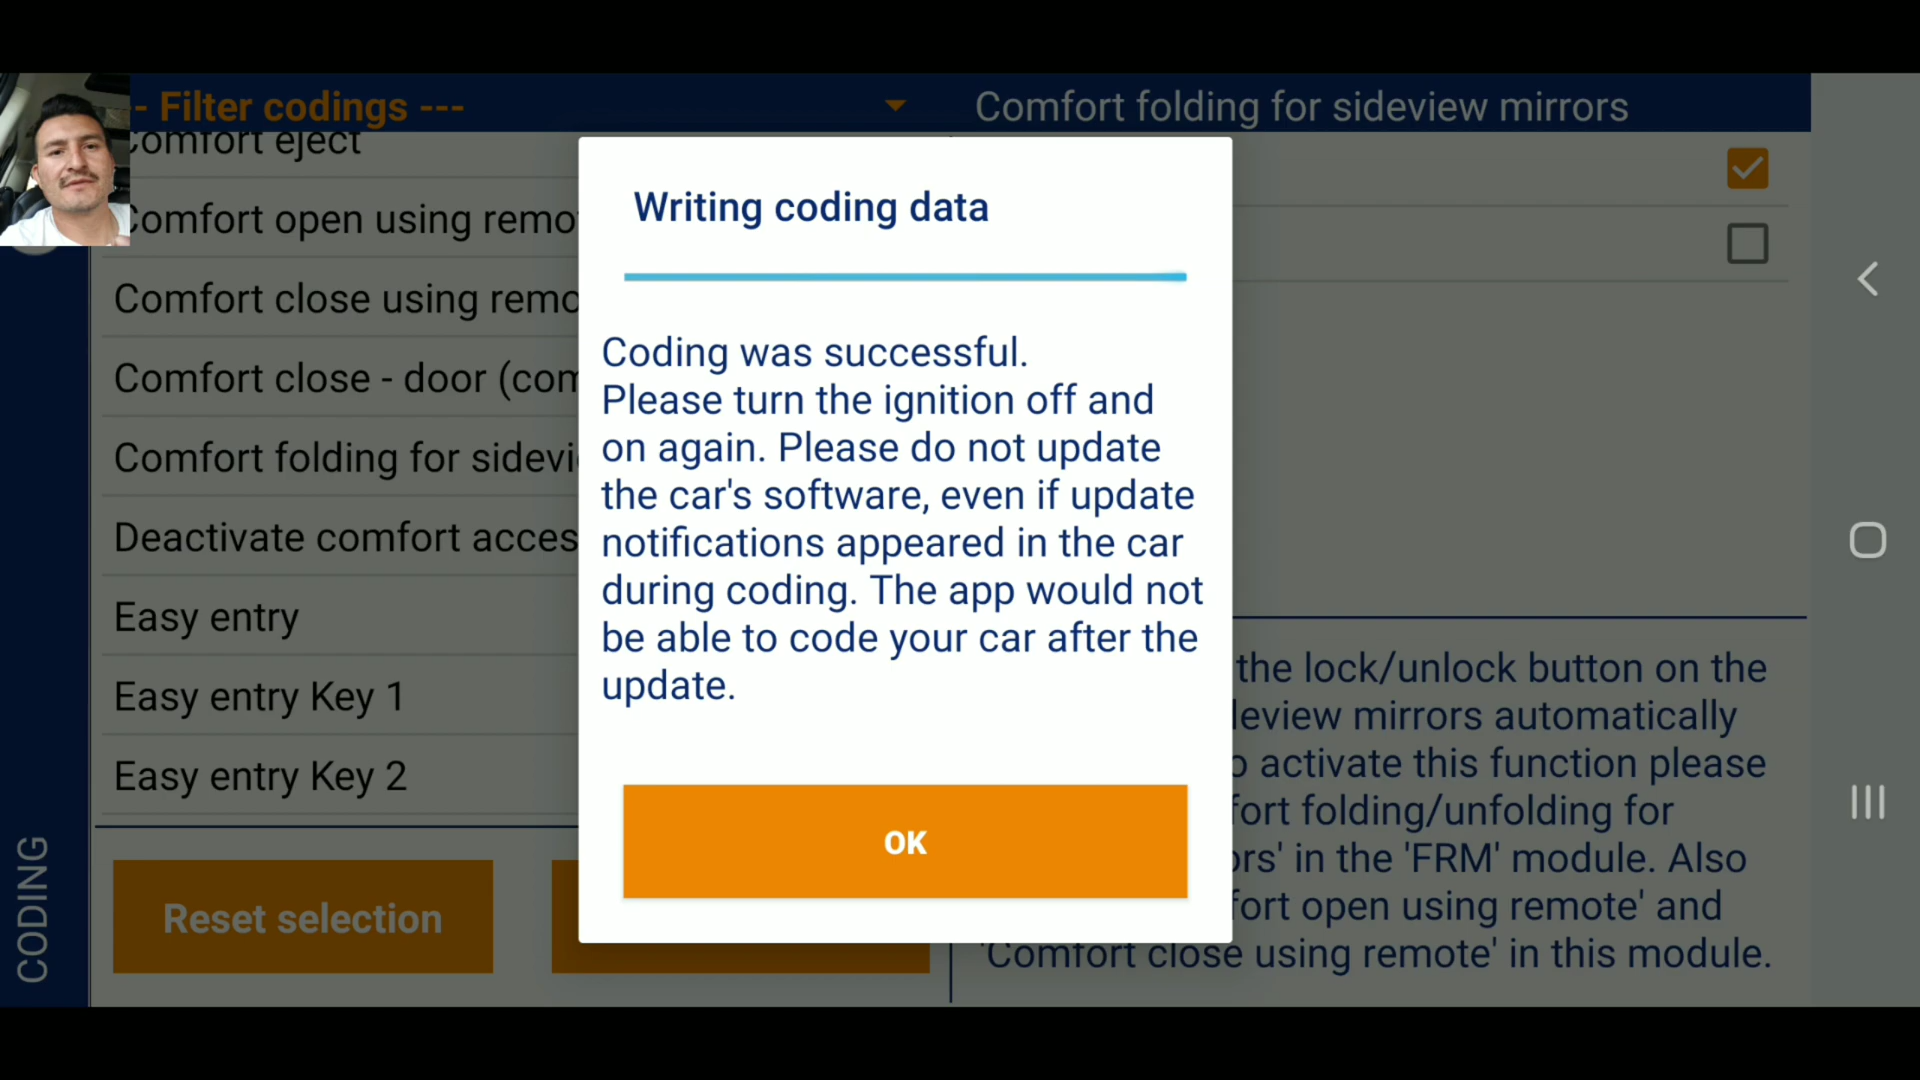 - Filter codings ---
Comfort folding for sideview mirrors
Comfort eject
Comfort open using remo
Comfort close using remo
Comfort close - door (com
Comfort folding for sidevi
Deactivate comfort acces
Easy entry
Easy entry Key 1
Easy entry Key 2
Reset selection
CODING
Writing coding data
Coding was successful.
Please turn the ignition off and
on again. Please do not update
the car's software, even if update
notifications appeared in the car
during coding. The app would not
be able to code your car after the
update.
OK
the lock/unlock button on the
eview mirrors automatically
activate this function please
fort folding/unfolding for
ors' in the 'FRM' module. Also
fort open using remote' and
'Comfort close using remote' in this module.